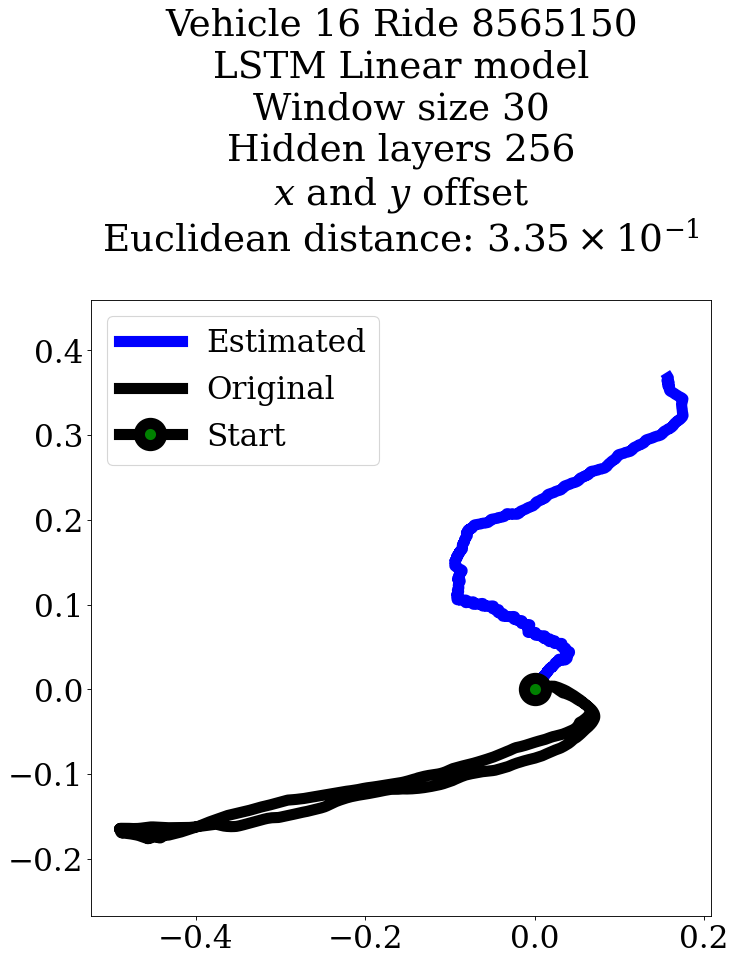 Vehicle 16 Ride 8565150
LSTM Linear model
Window size 30
Hidden layers 256
x and y offset
Euclidean distance: 3.35 × 10⁻¹
Estimated
Original
Start
0.4
0.3
0.2
0.1
0.0
−0.1
−0.2
−0.4 −0.2 0.0 0.2